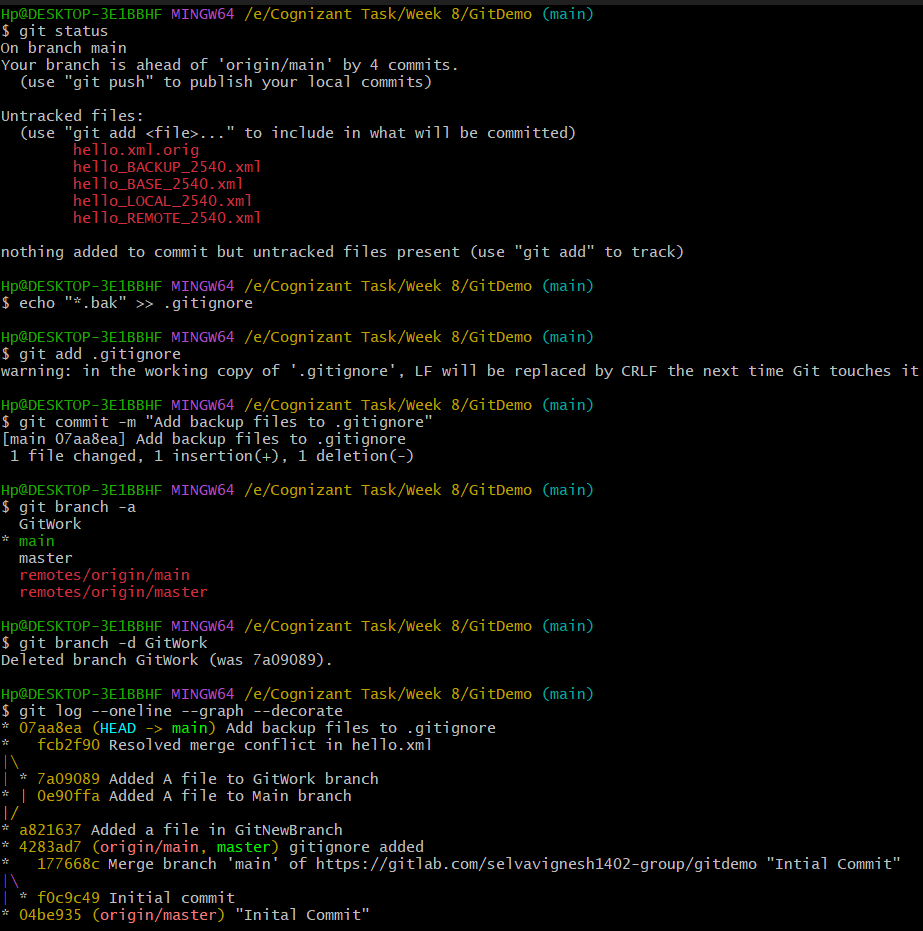 Hp@DESKTOP-3E1BBHF MINGW64 /e/Cognizant Task/Week 8/GitDemo (main)
$ git status
On branch main
Your branch is ahead of 'origin/main' by 4 commits.
  (use "git push" to publish your local commits)

Untracked files:
  (use "git add <file>..." to include in what will be committed)
        hello.xml.orig
        hello_BACKUP_2540.xml
        hello_BASE_2540.xml
        hello_LOCAL_2540.xml
        hello_REMOTE_2540.xml

nothing added to commit but untracked files present (use "git add" to track)

Hp@DESKTOP-3E1BBHF MINGW64 /e/Cognizant Task/Week 8/GitDemo (main)
$ echo "*.bak" >> .gitignore

Hp@DESKTOP-3E1BBHF MINGW64 /e/Cognizant Task/Week 8/GitDemo (main)
$ git add .gitignore
warning: in the working copy of '.gitignore', LF will be replaced by CRLF the next time Git touches it

Hp@DESKTOP-3E1BBHF MINGW64 /e/Cognizant Task/Week 8/GitDemo (main)
$ git commit -m "Add backup files to .gitignore"
[main 07aa8ea] Add backup files to .gitignore
 1 file changed, 1 insertion(+), 1 deletion(-)

Hp@DESKTOP-3E1BBHF MINGW64 /e/Cognizant Task/Week 8/GitDemo (main)
$ git branch -a
  GitWork
* main
  master
  remotes/origin/main
  remotes/origin/master

Hp@DESKTOP-3E1BBHF MINGW64 /e/Cognizant Task/Week 8/GitDemo (main)
$ git branch -d GitWork
Deleted branch GitWork (was 7a09089).

Hp@DESKTOP-3E1BBHF MINGW64 /e/Cognizant Task/Week 8/GitDemo (main)
$ git log --oneline --graph --decorate
* 07aa8ea (HEAD -> main) Add backup files to .gitignore
*   fcb2f90 Resolved merge conflict in hello.xml
|\
| * 7a09089 Added A file to GitWork branch
* | 0e90ffa Added A file to Main branch
|/
* a821637 Added a file in GitNewBranch
* 4283ad7 (origin/main, master) gitignore added
*   177668c Merge branch 'main' of https://gitlab.com/selvavignesh1402-group/gitdemo "Intial Commit"
|\
| * f0c9c49 Initial commit
* 04be935 (origin/master) "Inital Commit"